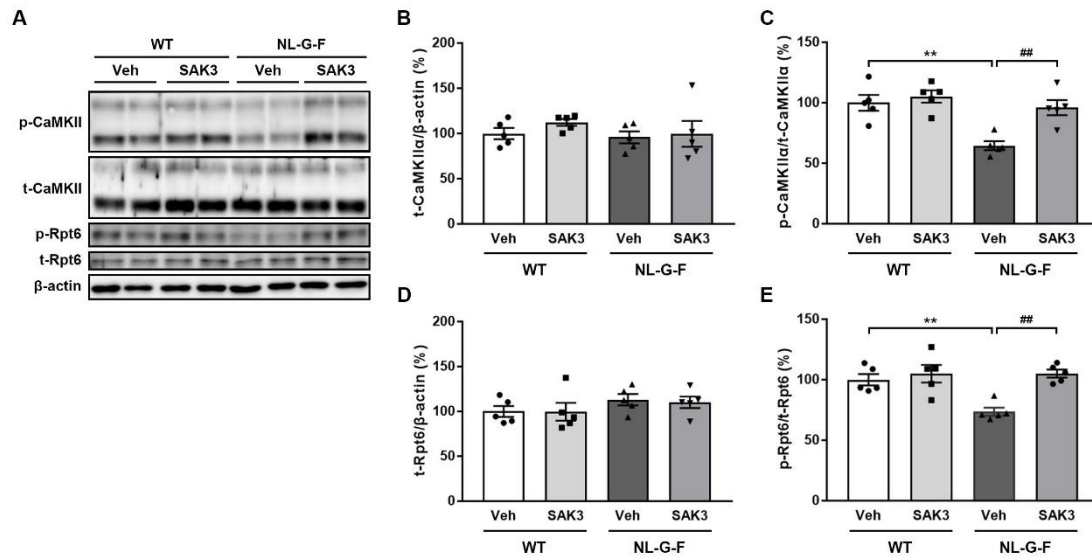 A
WT NL-G-F
Veh SAK3 Veh SAK3
p-CaMKII
t-CaMKII
p-Rpt6
t-Rpt6
β-actin
B
t-CaMKIIα/β-actin (%)
200
150
100
50
0
Veh SAK3 Veh SAK3
WT NL-G-F
C
p-CaMKIIα/t-CaMKIIα (%)
150
100
50
0
** ##
Veh SAK3 Veh SAK3
WT NL-G-F
D
t-Rpt6/β-actin (%)
200
150
100
50
0
Veh SAK3 Veh SAK3
WT NL-G-F
E
p-Rpt6/t-Rpt6 (%)
150
100
50
0
** ##
Veh SAK3 Veh SAK3
WT NL-G-F